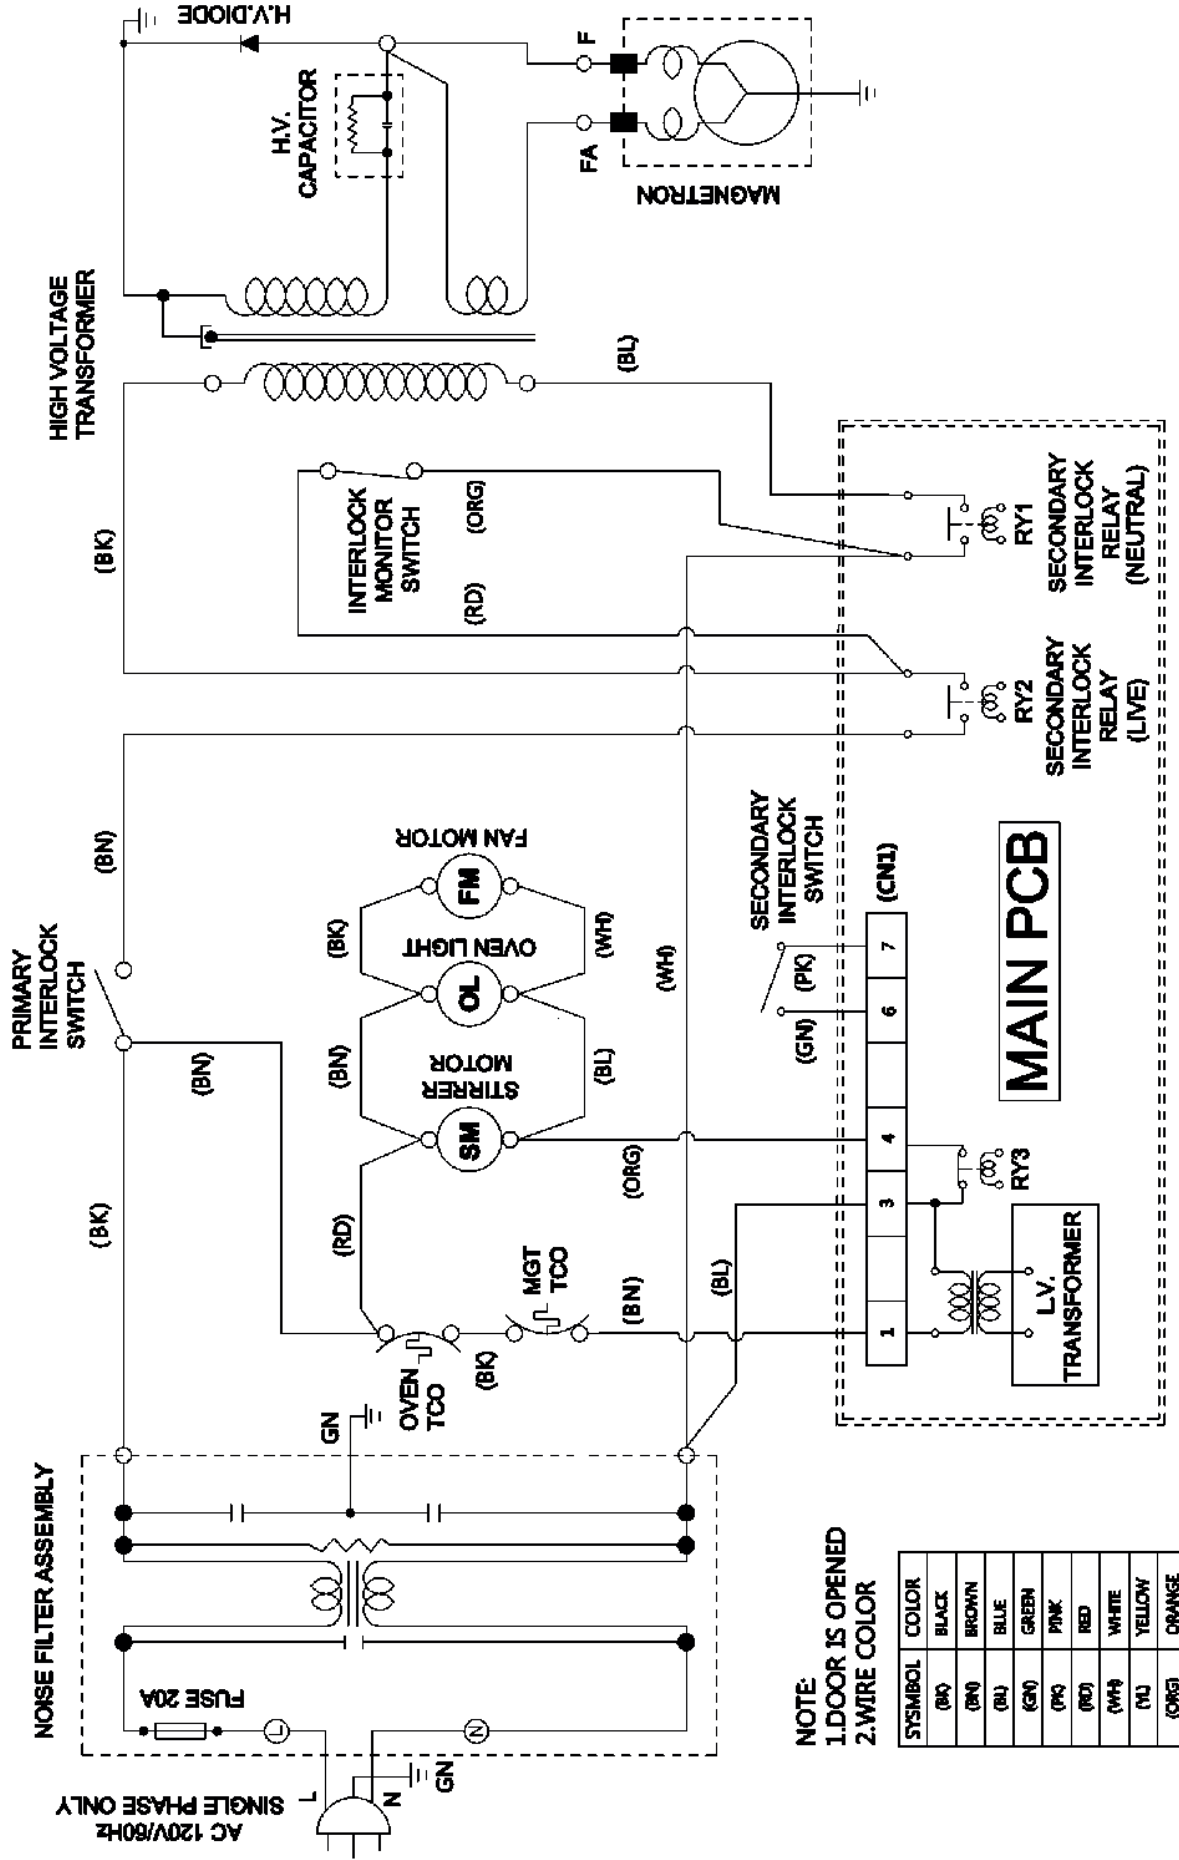 NOISE FILTER ASSEMBLY
AC 120V/60Hz
SINGLE PHASE ONLY
L
N
GN
FUSE 20A
L
N
GN
PRIMARY
INTERLOCK
SWITCH
(BK)
(BN)
(BN)
OVEN
TCO
(BK)
MGT
TCO
(BN)
(RD)
(BN)
(BK)
SM
STIRRER
MOTOR
OL
OVEN LIGHT
FM
FAN MOTOR
(ORG)
(BL)
(WH)
(WH)
(BL)
(BK)
INTERLOCK
MONITOR
SWITCH
(RD)
(ORG)
HIGH VOLTAGE
TRANSFORMER
(BL)
H.V.
CAPACITOR
H.V.DIODE
FA
F
MAGNETRON
SECONDARY
INTERLOCK
SWITCH
(GN)
(PK)
1
3
4
6
7
(CN1)
L.V.
TRANSFORMER
RY3
MAIN PCB
RY2
SECONDARY
INTERLOCK
RELAY
(LIVE)
RY1
SECONDARY
INTERLOCK
RELAY
(NEUTRAL)
NOTE:
1.DOOR IS OPENED
2.WIRE COLOR
SYSMBOL COLOR
(BK) BLACK
(BN) BROWN
(BL) BLUE
(GN) GREEN
(PK) PINK
(RD) RED
(WH) WHITE
(YL) YELLOW
(ORG) ORANGE